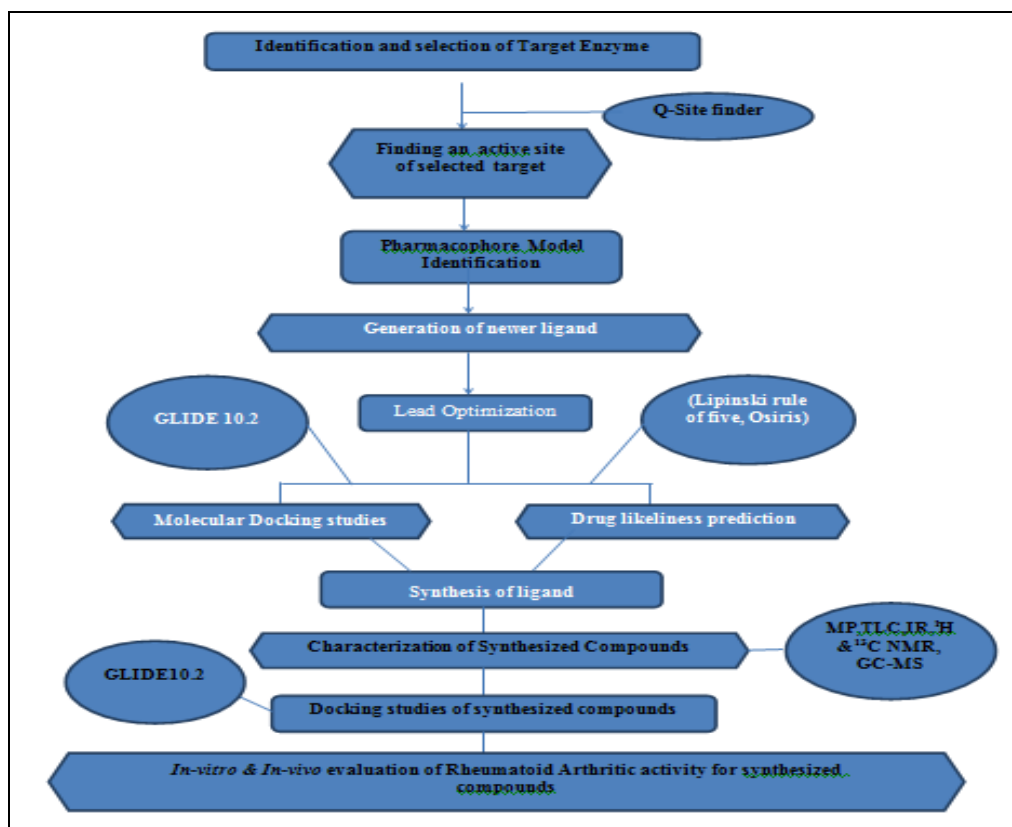 Identification and selection of Target Enzyme
Q-Site finder
Finding an active site
of selected target
Pharmacophore Model
Identification
Generation of newer ligand
GLIDE 10.2
Lead Optimization
(Lipinski rule
of five, Osiris)
Molecular Docking studies
Drug likeliness prediction
Synthesis of ligand
Characterization of Synthesized Compounds
MP,TLC,IR,¹H
&¹³C NMR,
GC-MS
GLIDE10.2
Docking studies of synthesized compounds
In-vitro & In-vivo evaluation of Rheumatoid Arthritic activity for synthesized
compounds